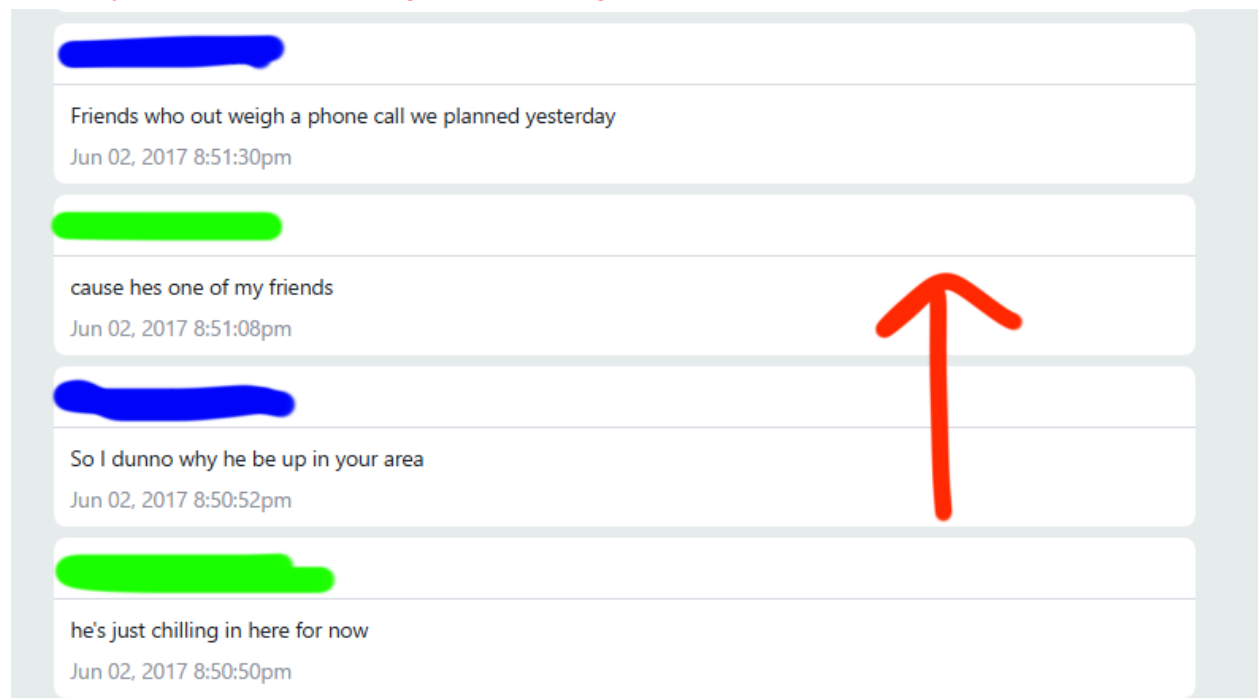 Friends who out weigh a phone call we planned yesterday
Jun 02, 2017 8:51:30pm
cause hes one of my friends
Jun 02, 2017 8:51:08pm
So I dunno why he be up in your area
Jun 02, 2017 8:50:52pm
he's just chilling in here for now
Jun 02, 2017 8:50:50pm